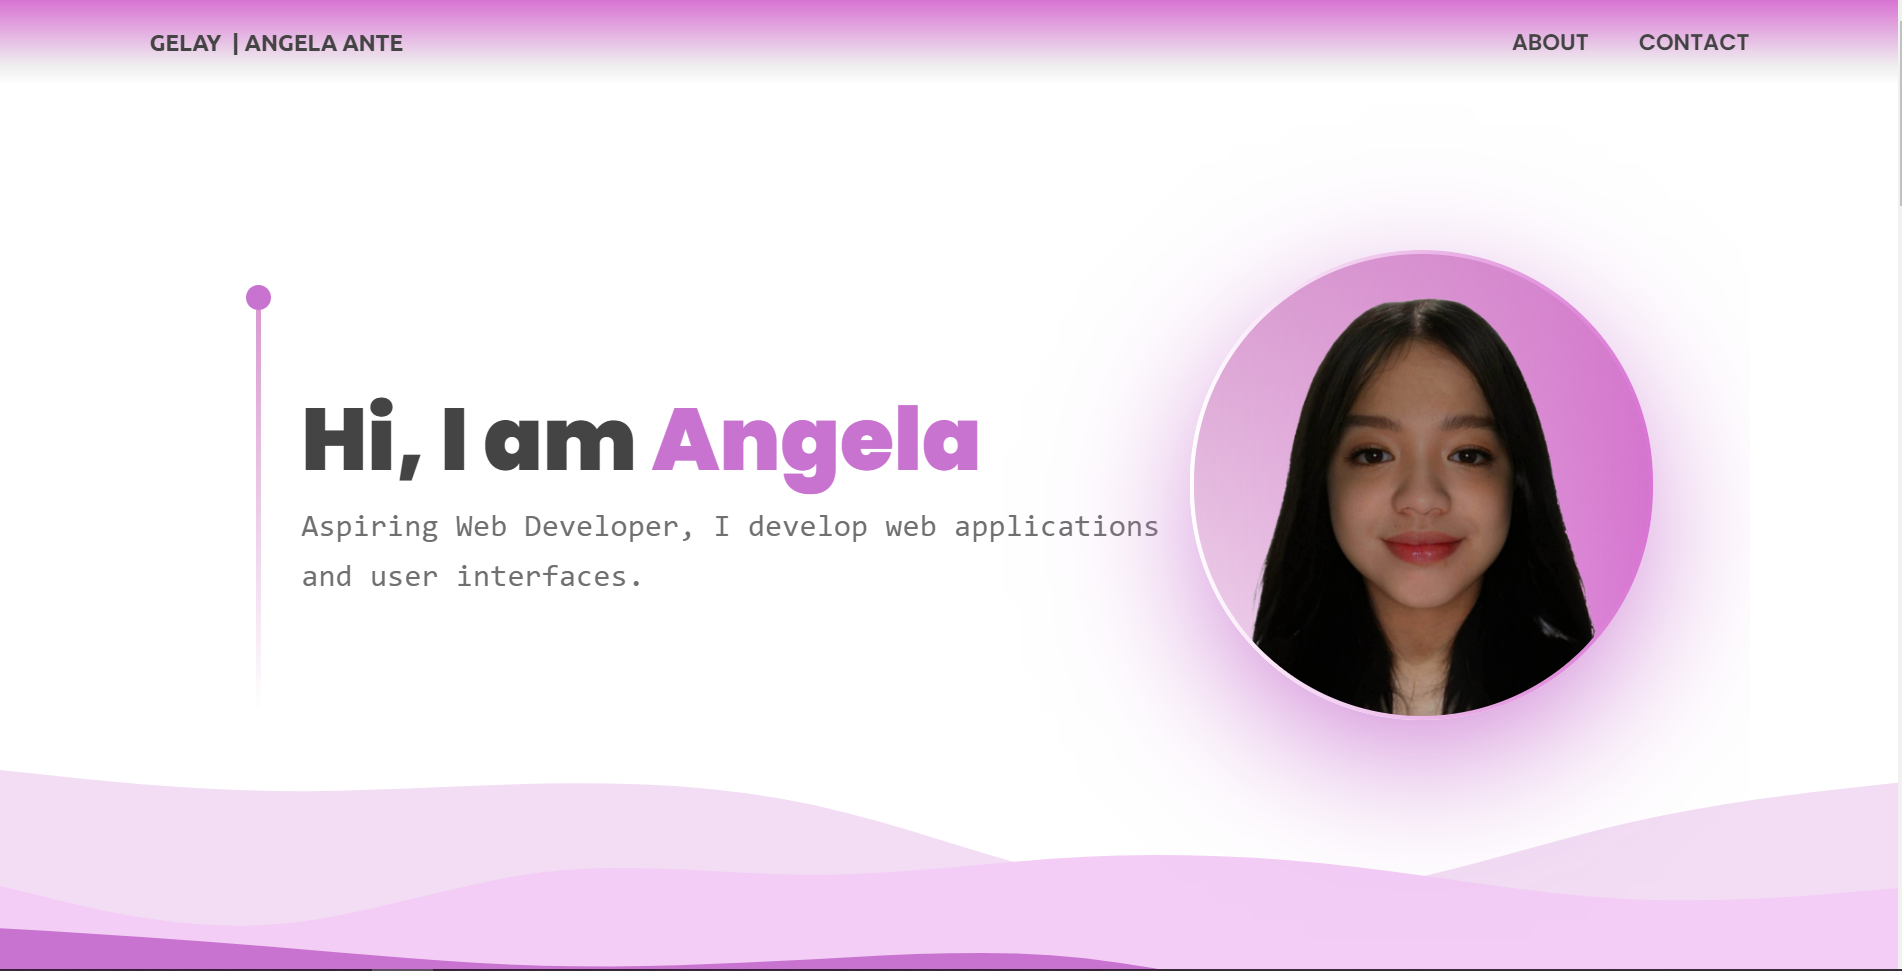 GELAY | ANGELA ANTE
ABOUT
CONTACT
Hi, I am Angela
Aspiring Web Developer, I develop web applications
and user interfaces.